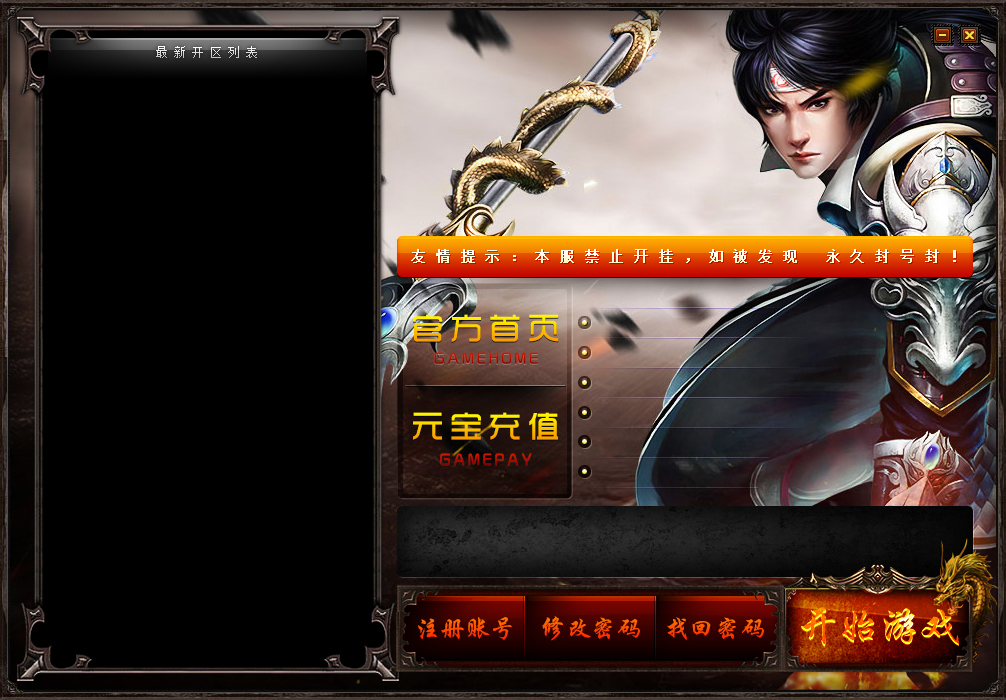 最新开区列表
友情提示：本服禁止开挂，如被发现 永久封号封！
官方首页
GAMEHOME
元宝充值
GAMEPAY
注册账号
修改密码
找回密码
开始游戏